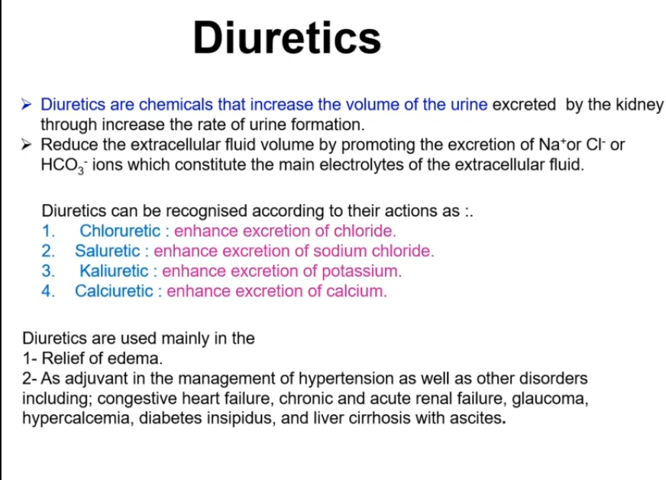 Diuretics
➢ Diuretics are chemicals that increase the volume of the urine excreted by the kidney
through increase the rate of urine formation.
➢ Reduce the extracellular fluid volume by promoting the excretion of Na⁺or Cl⁻ or
HCO₃⁻ ions which constitute the main electrolytes of the extracellular fluid.
Diuretics can be recognised according to their actions as :.
1. Chloruretic : enhance excretion of chloride.
2. Saluretic : enhance excretion of sodium chloride.
3. Kaliuretic : enhance excretion of potassium.
4. Calciuretic : enhance excretion of calcium.
Diuretics are used mainly in the
1- Relief of edema.
2- As adjuvant in the management of hypertension as well as other disorders
including; congestive heart failure, chronic and acute renal failure, glaucoma,
hypercalcemia, diabetes insipidus, and liver cirrhosis with ascites.